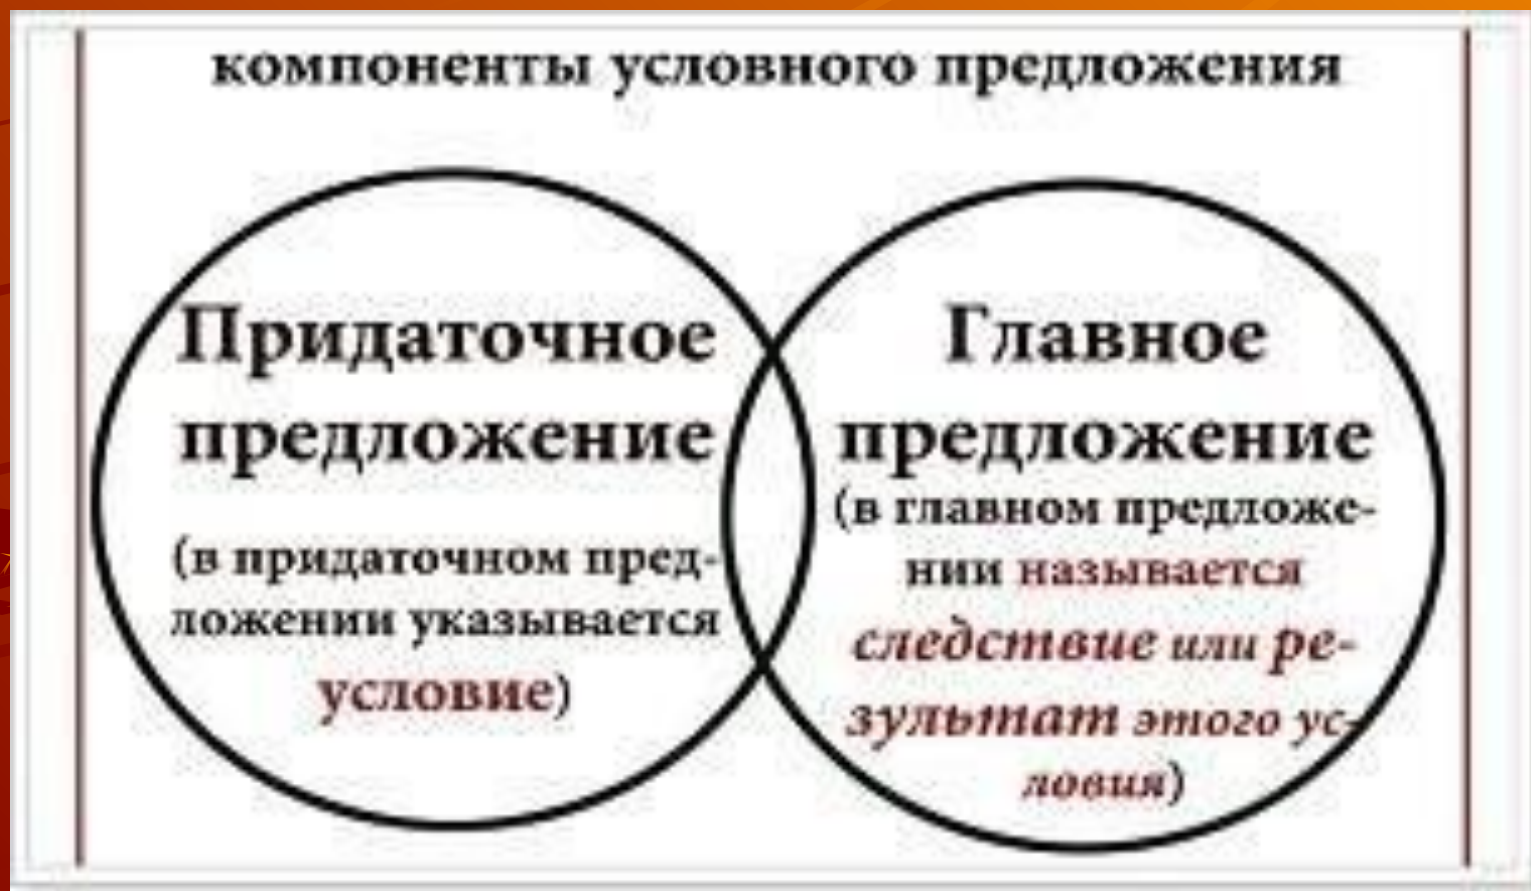 компоненты условного предложения
Придаточное
предложение
(в придаточном пред-
ложении указывается
условие)
Главное
предложение
(в главном предложе-
нии называется
следствие или ре-
зультат этого ус-
ловия)